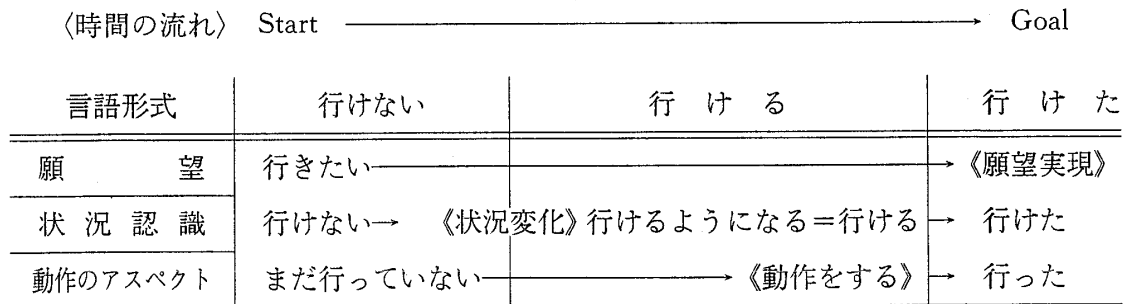 〈時間の流れ〉 Start ⟶ Goal
言語形式 行けない 行ける 行けた
願望 行きたい⟶《願望実現》
状況認識 行けない→ 《状況変化》行けるようになる＝行ける → 行けた
動作のアスペクト まだ行っていない⟶《動作をする》→ 行った